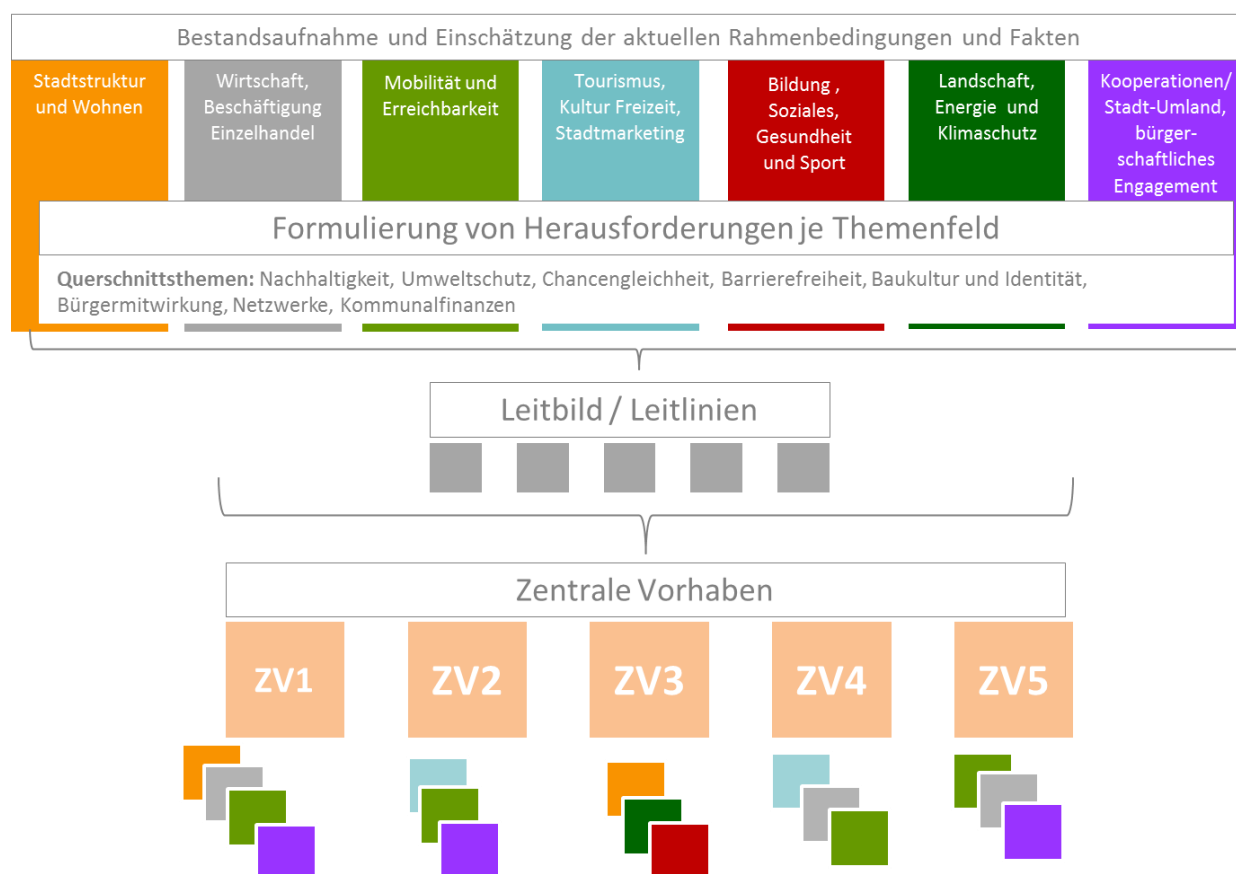 Bestandsaufnahme und Einschätzung der aktuellen Rahmenbedingungen und Fakten
Stadtstruktur
und Wohnen
Wirtschaft,
Beschäftigung
Einzelhandel
Mobilität und
Erreichbarkeit
Tourismus,
Kultur Freizeit,
Stadtmarketing
Bildung ,
Soziales,
Gesundheit
und Sport
Landschaft,
Energie und
Klimaschutz
Kooperationen/
Stadt-Umland,
bürger-
schaftliches
Engagement
Formulierung von Herausforderungen je Themenfeld
Querschnittsthemen: Nachhaltigkeit, Umweltschutz, Chancengleichheit, Barrierefreiheit, Baukultur und Identität,
Bürgermitwirkung, Netzwerke, Kommunalfinanzen
Leitbild / Leitlinien
Zentrale Vorhaben
ZV1
ZV2
ZV3
ZV4
ZV5